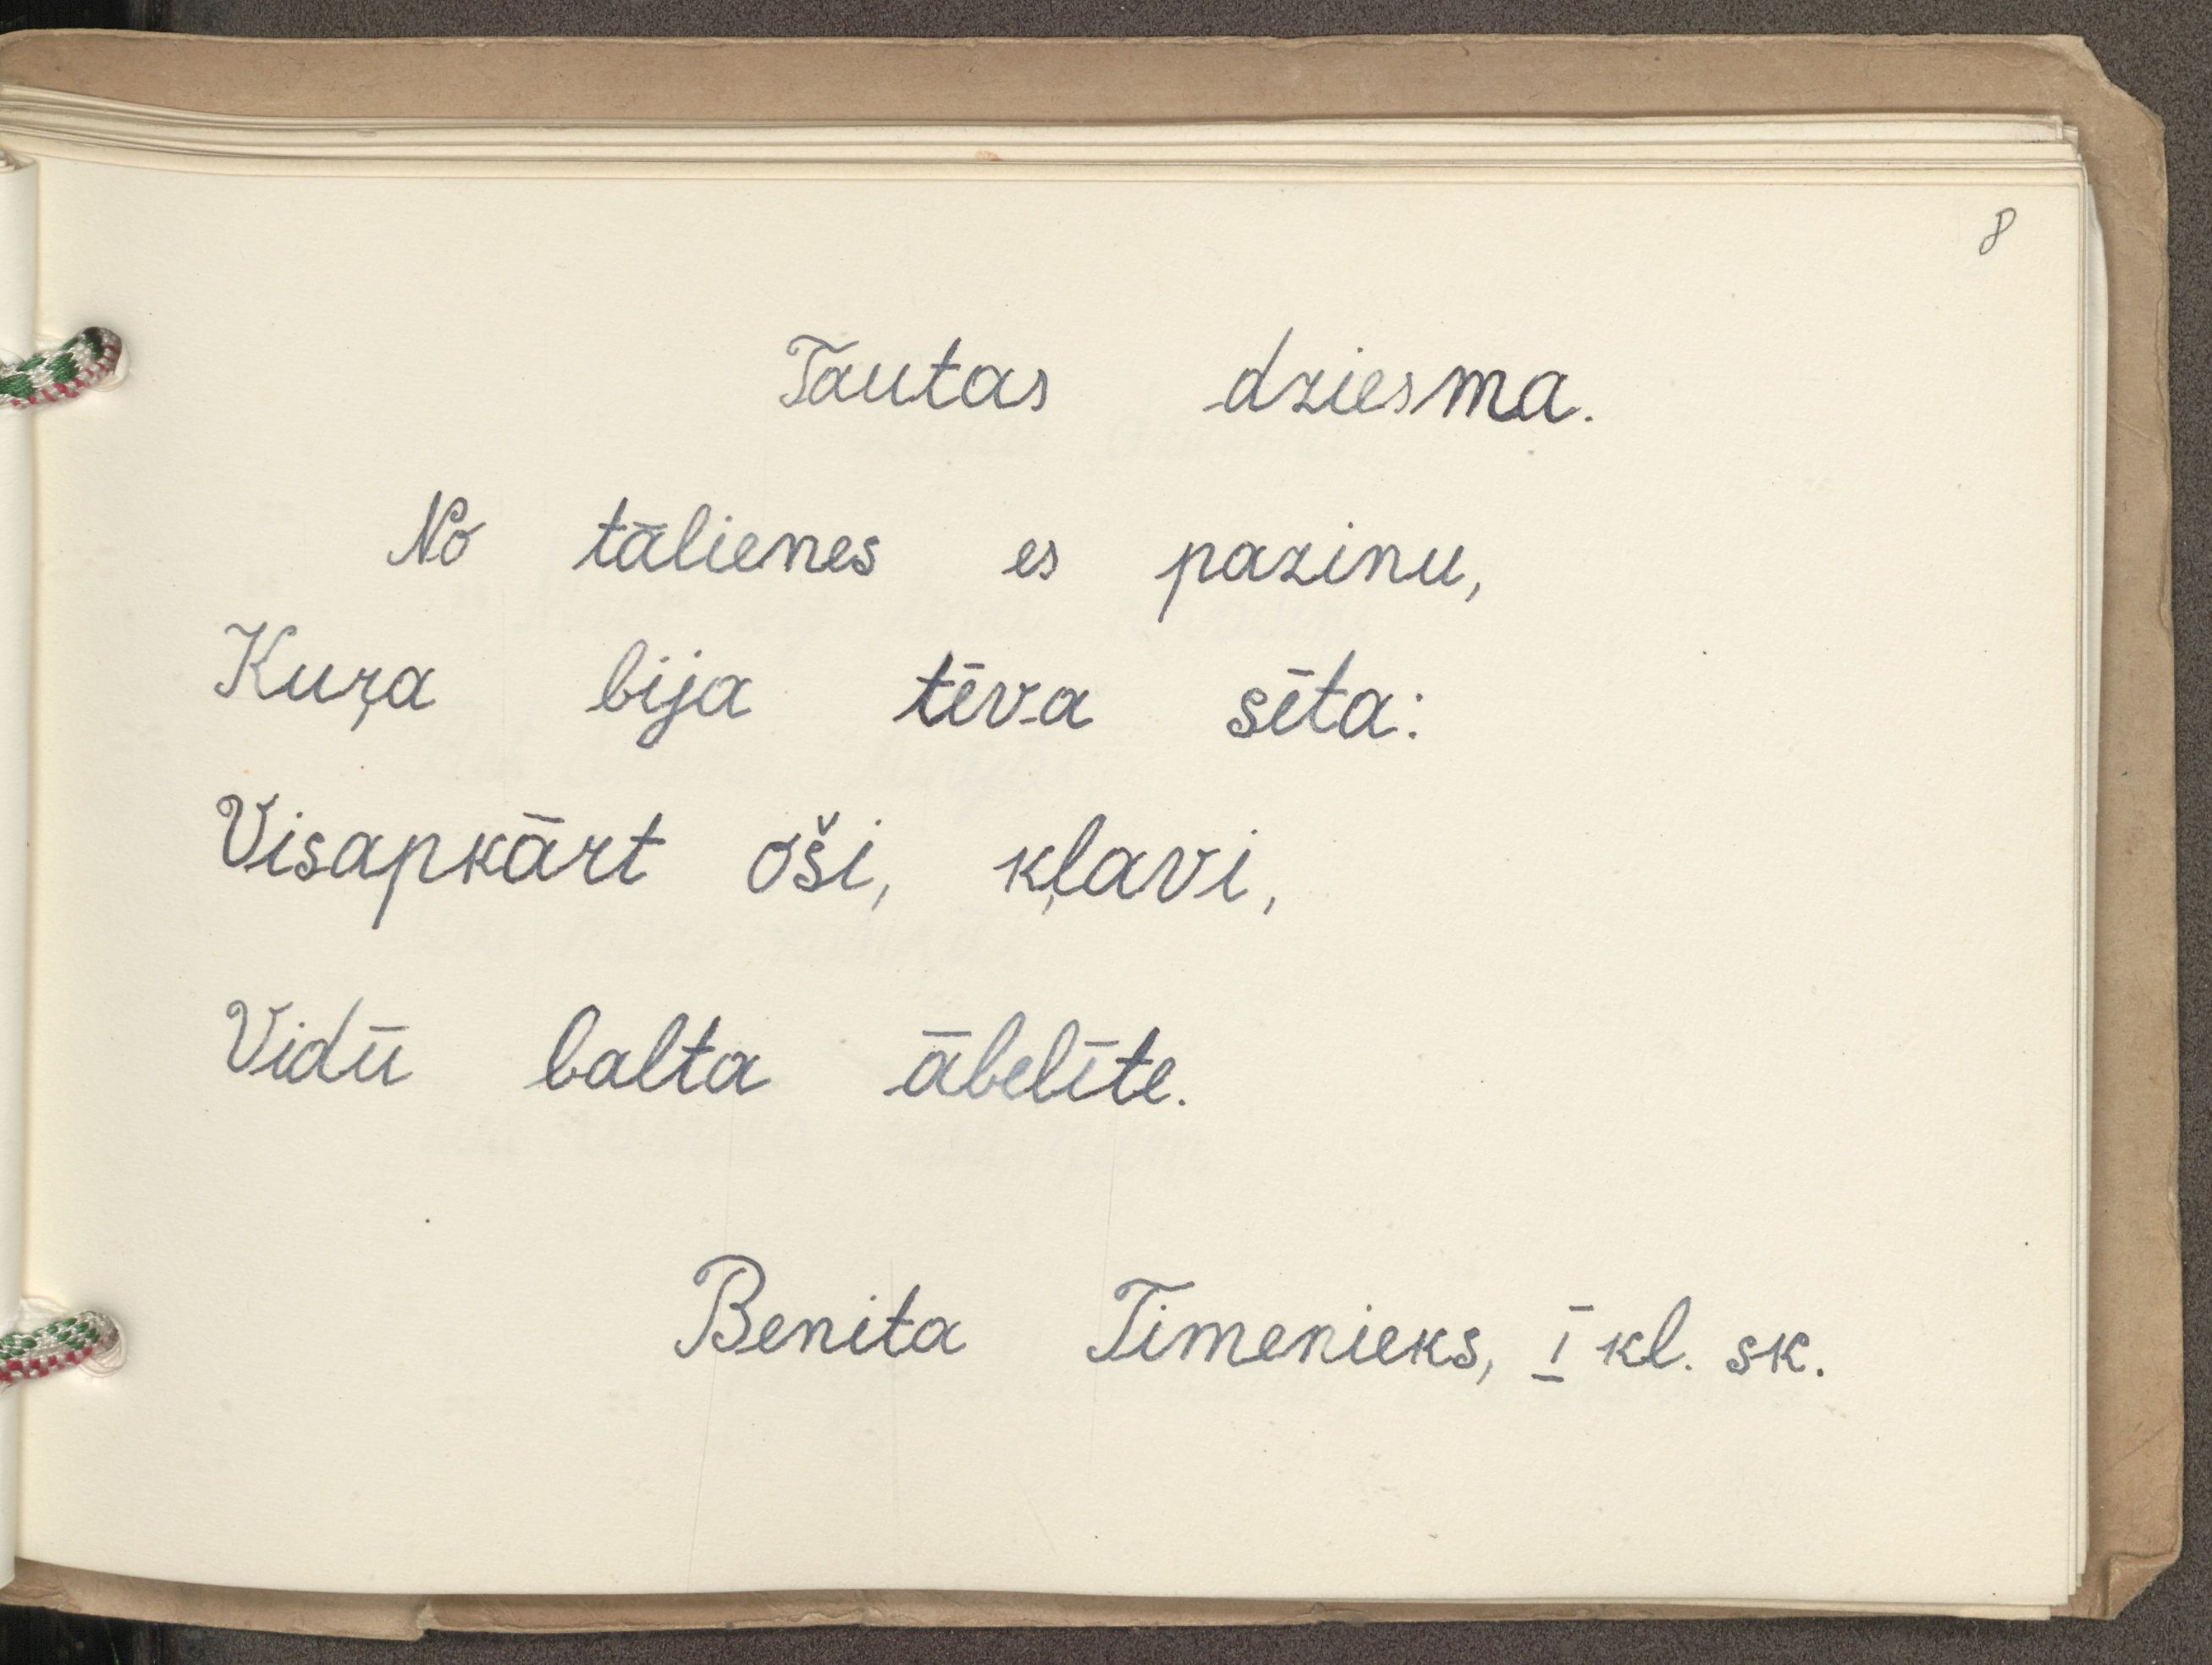 8
Tautas dziesma.
No tālienes es pazinu,
Kuŗa bija tēva sēta:
Visapkārt oši, kļavi,
Vidū balta ābelīte.
Benita Timenieks, I kl. sk.